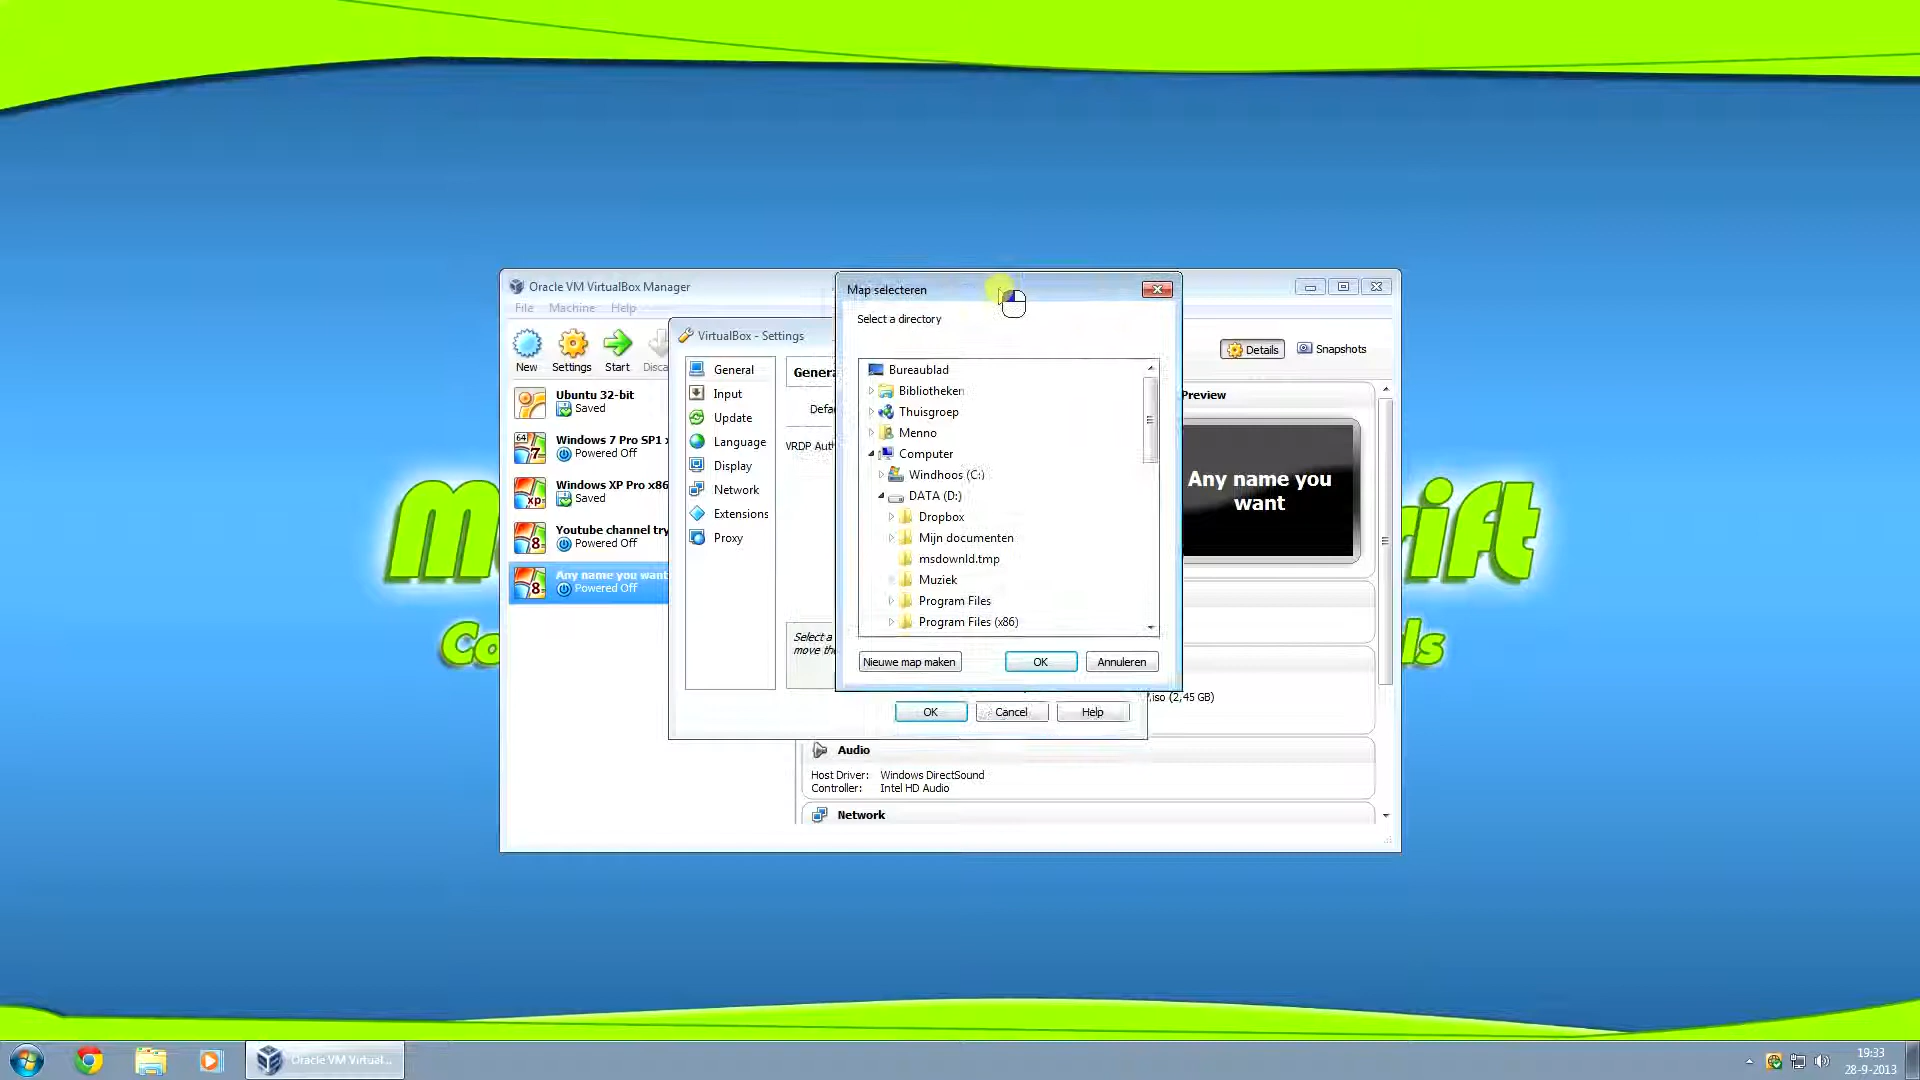 Oracle VM VirtualBox Manager
File Machine Help
New Settings Start
Details Snapshots
Ubuntu 32-bit
Saved
Windows 7 Pro SP1
Powered Off
Windows XP Pro x86
Saved
Youtube channel try
Powered Off
Any name you want
Powered Off
VirtualBox - Settings
General
Input
Update
Language
Display
Network
Extensions
Proxy
VRDP
Select a
OK
Cancel
Help
Map selecteren
Select a directory
Bureaublad
Bibliotheken
Thuisgroep
Menno
Computer
Windhoos (C:)
DATA (D:)
Dropbox
Mijn documenten
msdownld.tmp
Muziek
Program Files
Program Files (x86)
Nieuwe map maken
OK
Annuleren
Preview
Any name you
want
.iso (2,45 GB)
Audio
Host Driver: Windows DirectSound
Controller: Intel HD Audio
Network
Oracle VM Virtual...
19:33
28-9-2013